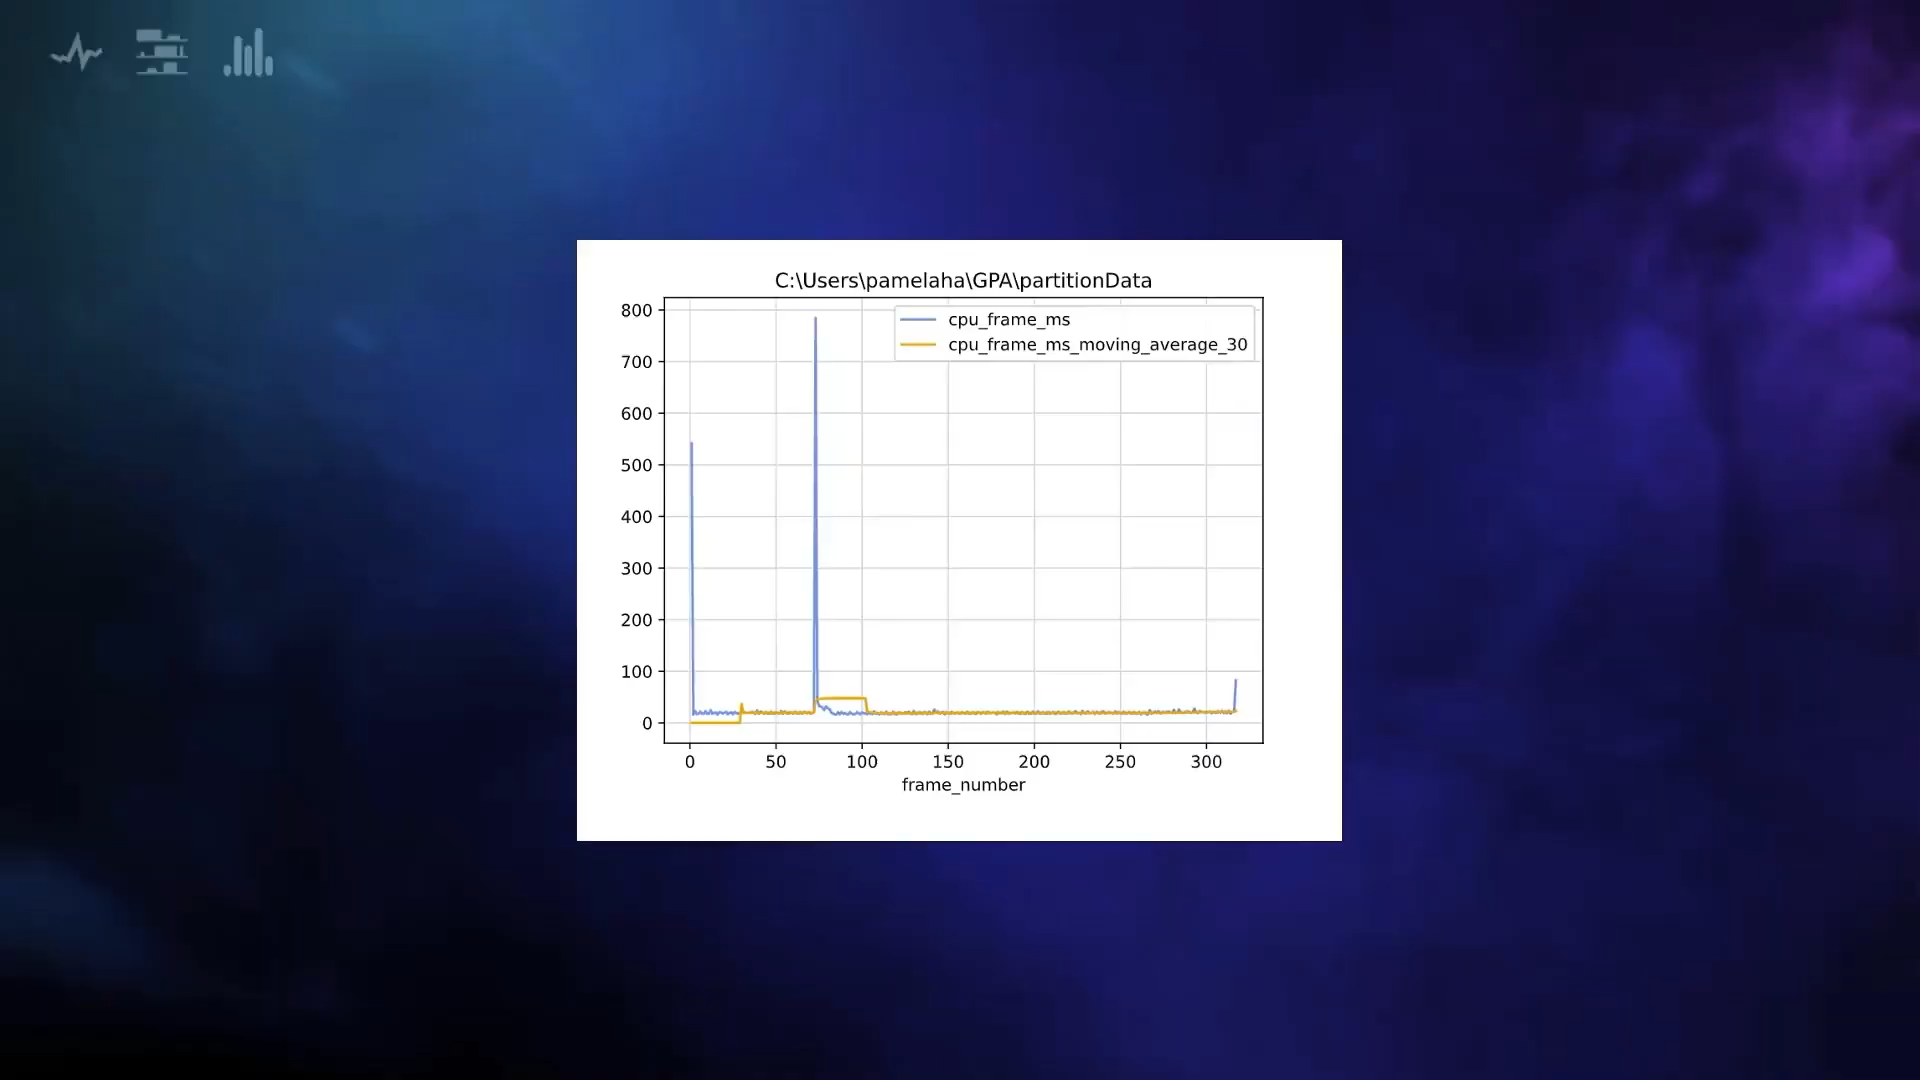 C:\Users\pamelaha\GPA\partitionData
cpu_frame_ms
cpu_frame_ms_moving_average_30
800
700
600
500
400
300
200
100
0
0 50 100 150 200 250 300
frame_number